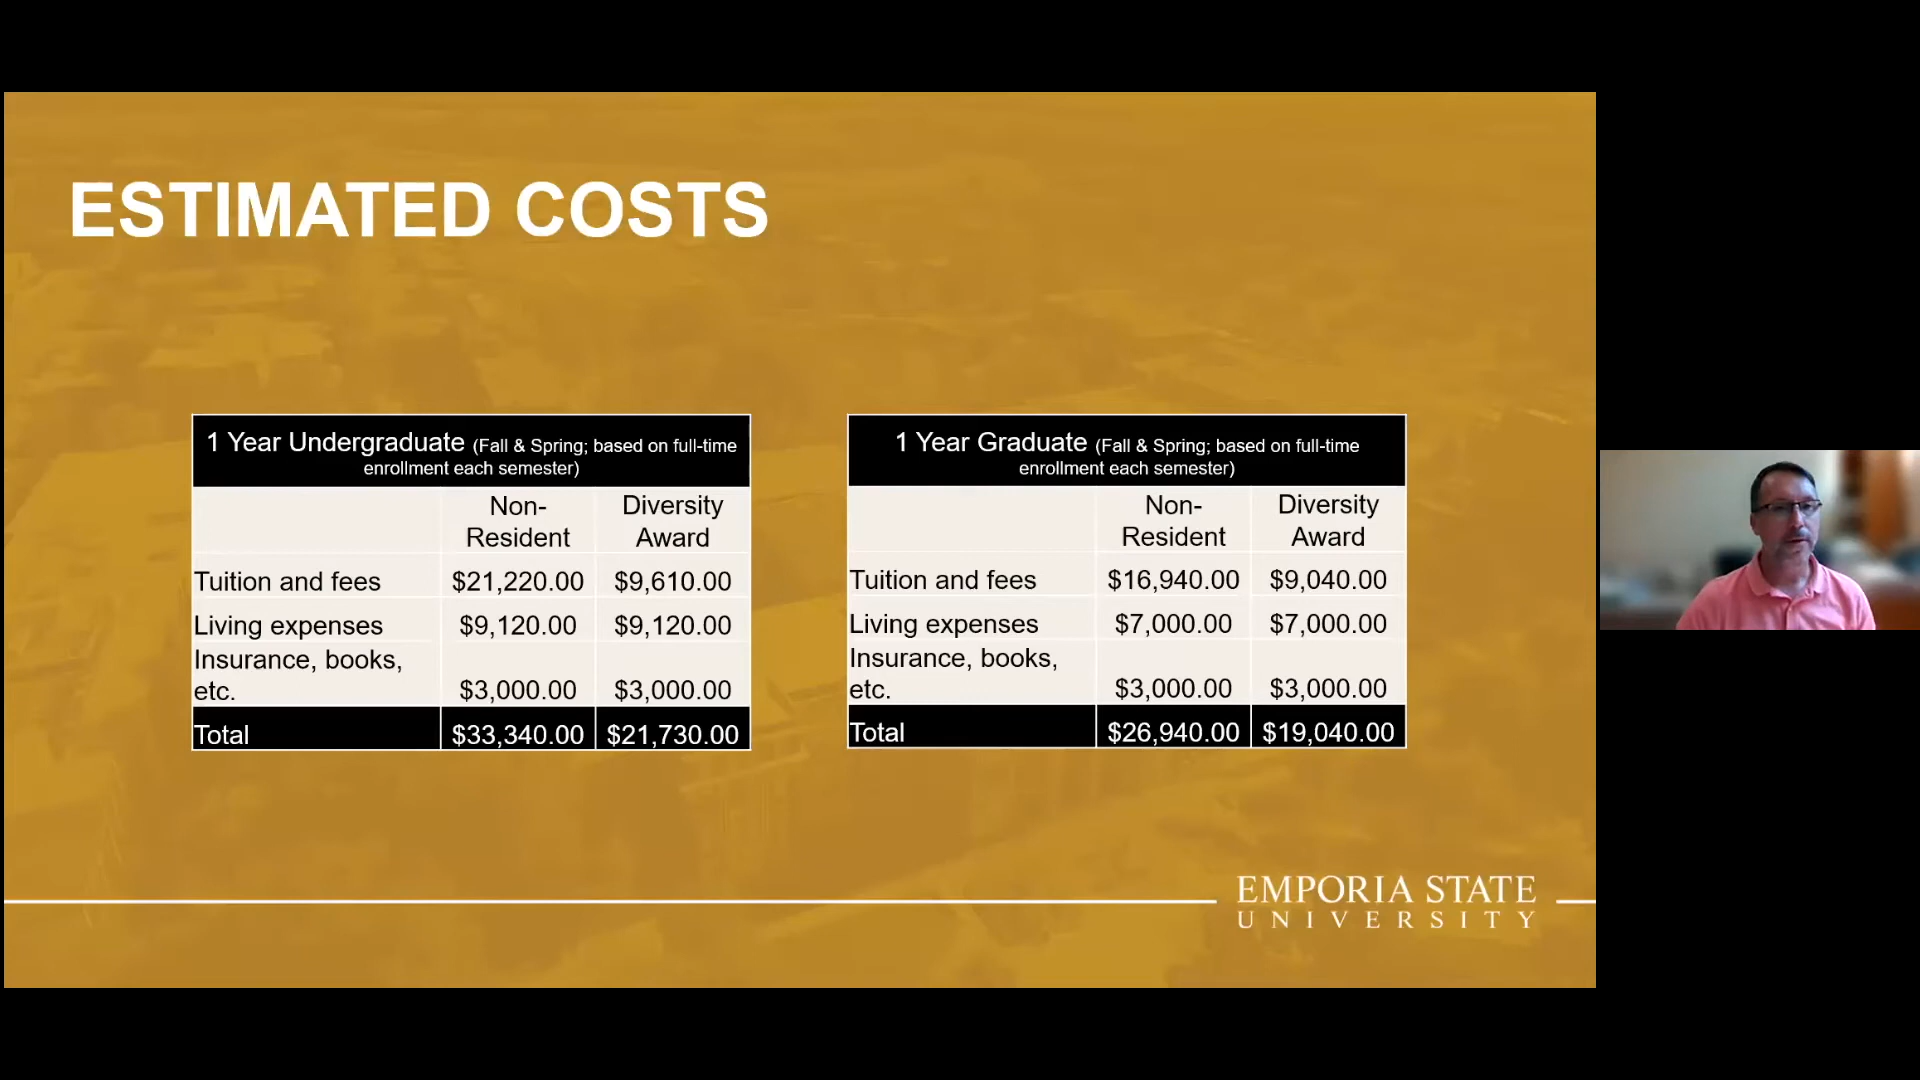 ESTIMATED COSTS
1 Year Undergraduate (Fall & Spring; based on full-time
enrollment each semester)
Non-
Resident
Diversity
Award
Tuition and fees $21,220.00 $9,610.00
Living expenses $9,120.00 $9,120.00
Insurance, books,
etc. $3,000.00 $3,000.00
Total $33,340.00 $21,730.00
1 Year Graduate (Fall & Spring; based on full-time
enrollment each semester)
Non-
Resident
Diversity
Award
Tuition and fees $16,940.00 $9,040.00
Living expenses $7,000.00 $7,000.00
Insurance, books,
etc. $3,000.00 $3,000.00
Total $26,940.00 $19,040.00
EMPORIA STATE
UNIVERSITY